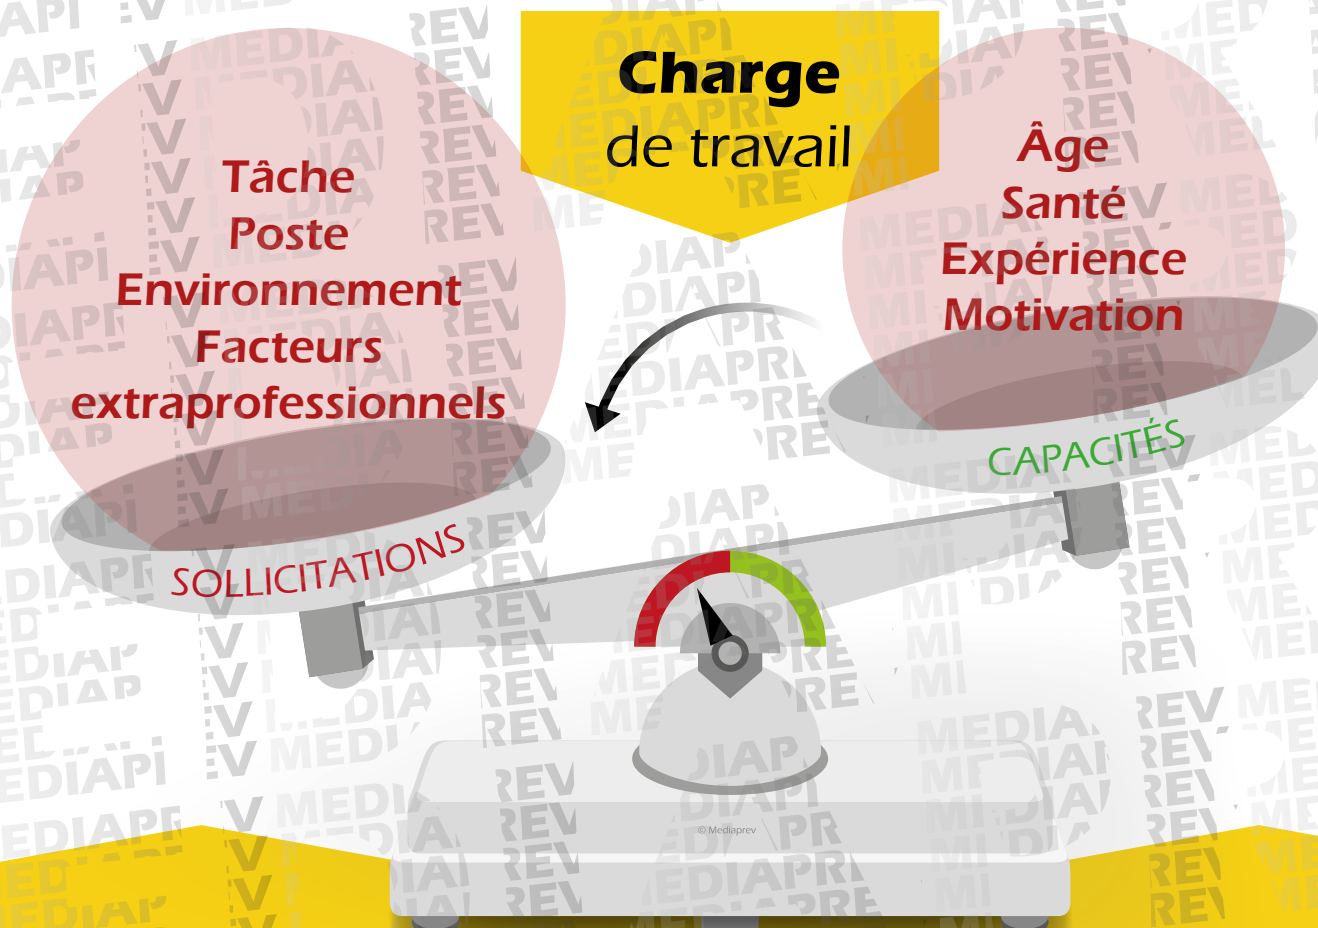 Charge
de travail
Tâche
Poste
Environnement
Facteurs
extraprofessionnels
SOLLICITATIONS
Âge
Santé
Expérience
Motivation
CAPACITÉS
© Mediaprev